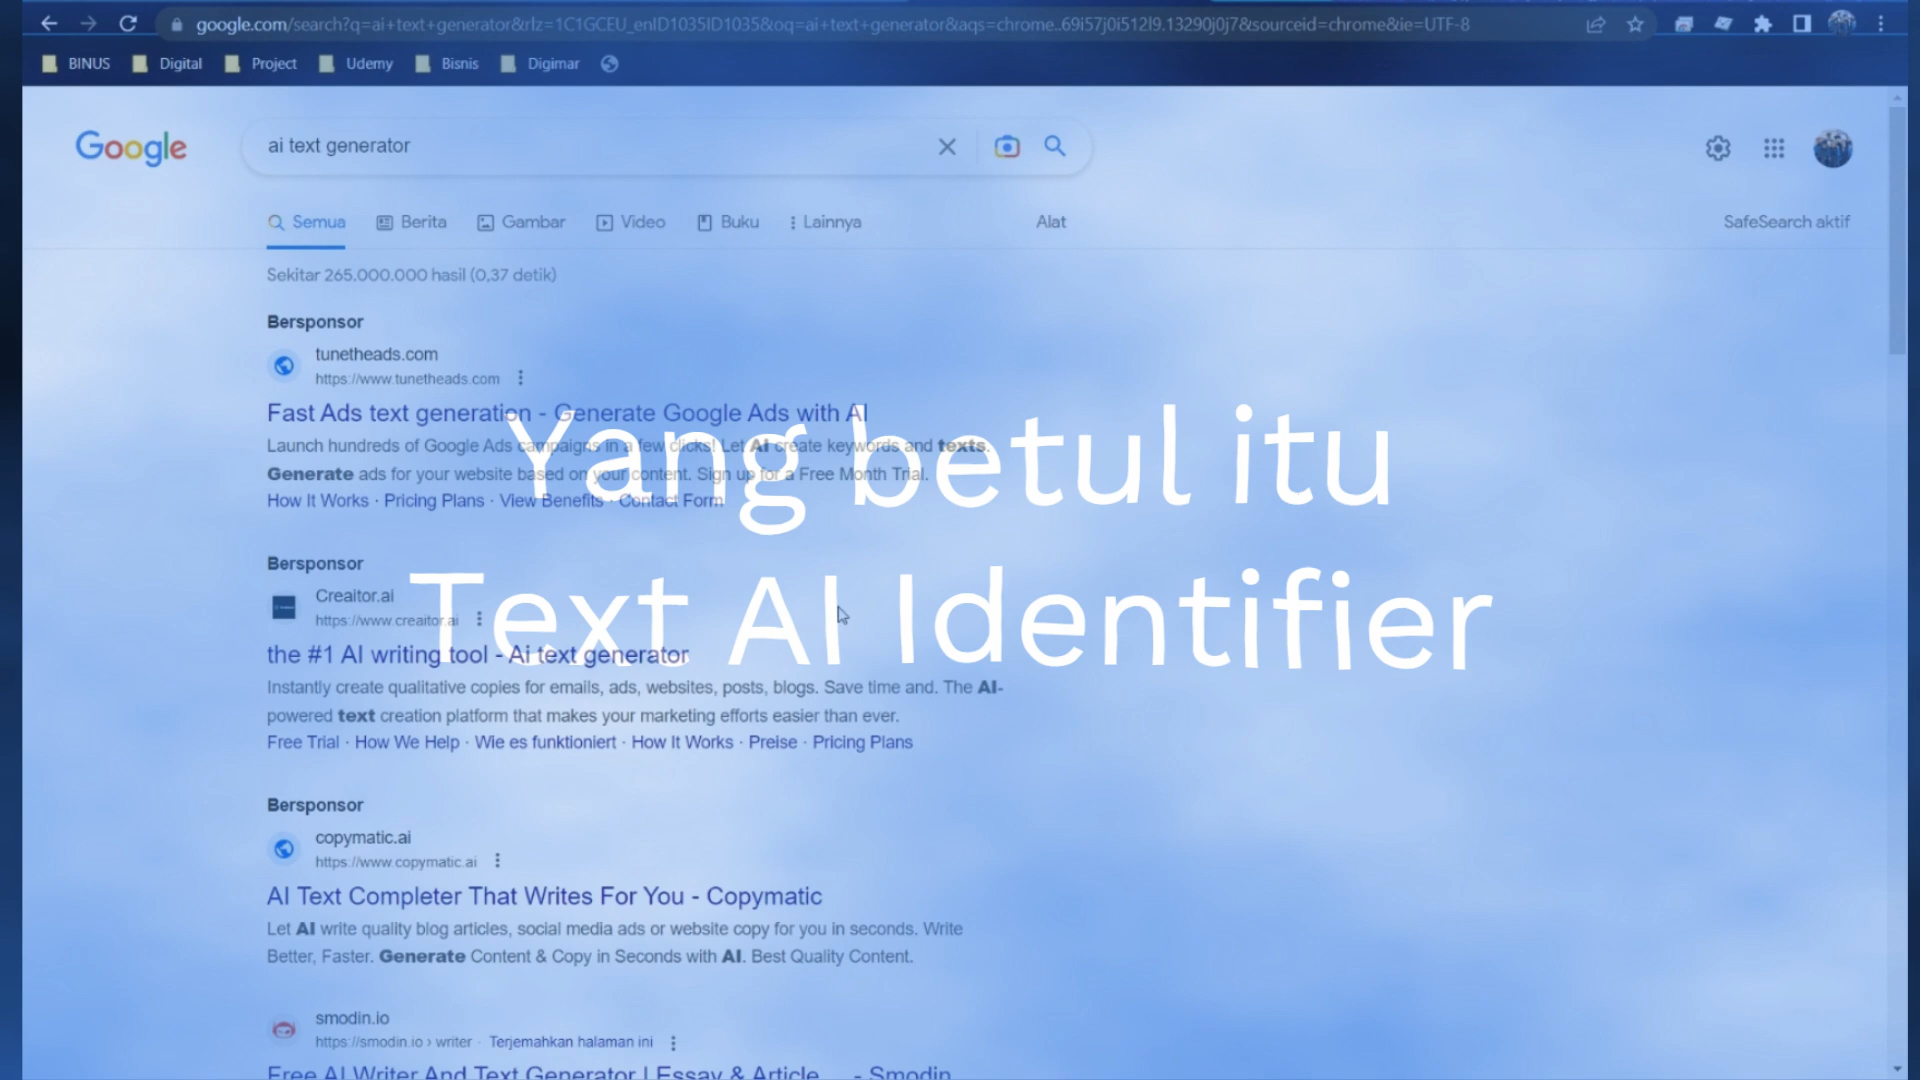 google.com/search?q=ai+text+generator&rlz=1C1GCEU_enID1035ID1035&oq=ai+text+generator&aqs=chrome..69i57j0i512l9.13290j0j7&sourceid=chrome&ie=UTF-8
BINUS Digital Project Udemy Bisnis Digimar
Google ai text generator
Semua Berita Gambar Video Buku Lainnya Alat SafeSearch aktif
Sekitar 265.000.000 hasil (0,37 detik)
Bersponsor
tunetheads.com
https://www.tunetheads.com
Fast Ads text generation - Generate Google Ads with AI
Launch hundreds of Google Ads campaigns in a few clicks! Let AI create keywords and texts.
Generate ads for your website based on your content. Sign up for a Free Month Trial.
How It Works · Pricing Plans · View Benefits · Contact Form
Yang betul itu
Text AI Identifier
Bersponsor
Creaitor.ai
https://www.creaitor.ai
the #1 AI writing tool - Ai text generator
Instantly create qualitative copies for emails, ads, websites, posts, blogs. Save time and. The AI-
powered text creation platform that makes your marketing efforts easier than ever.
Free Trial · How We Help · Wie es funktioniert · How It Works · Preise · Pricing Plans
Bersponsor
copymatic.ai
https://www.copymatic.ai
AI Text Completer That Writes For You - Copymatic
Let AI write quality blog articles, social media ads or website copy for you in seconds. Write
Better, Faster. Generate Content & Copy in Seconds with AI. Best Quality Content.
smodin.io
https://smodin.io › writer · Terjemahkan halaman ini
Free AI Writer And Text Generator | Essay & Article ... - Smodin